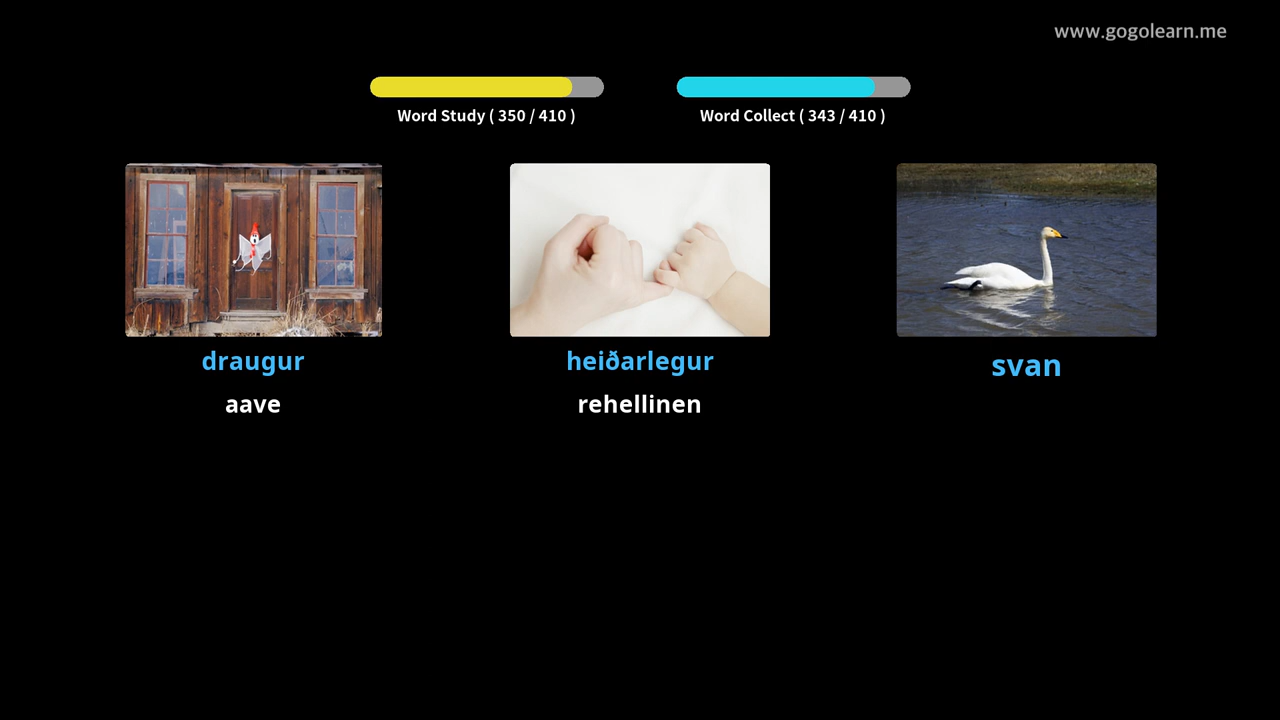 www.gogolearn.me
Word Study ( 350 / 410 )
Word Collect ( 343 / 410 )
draugur
aave
heiðarlegur
rehellinen
svan